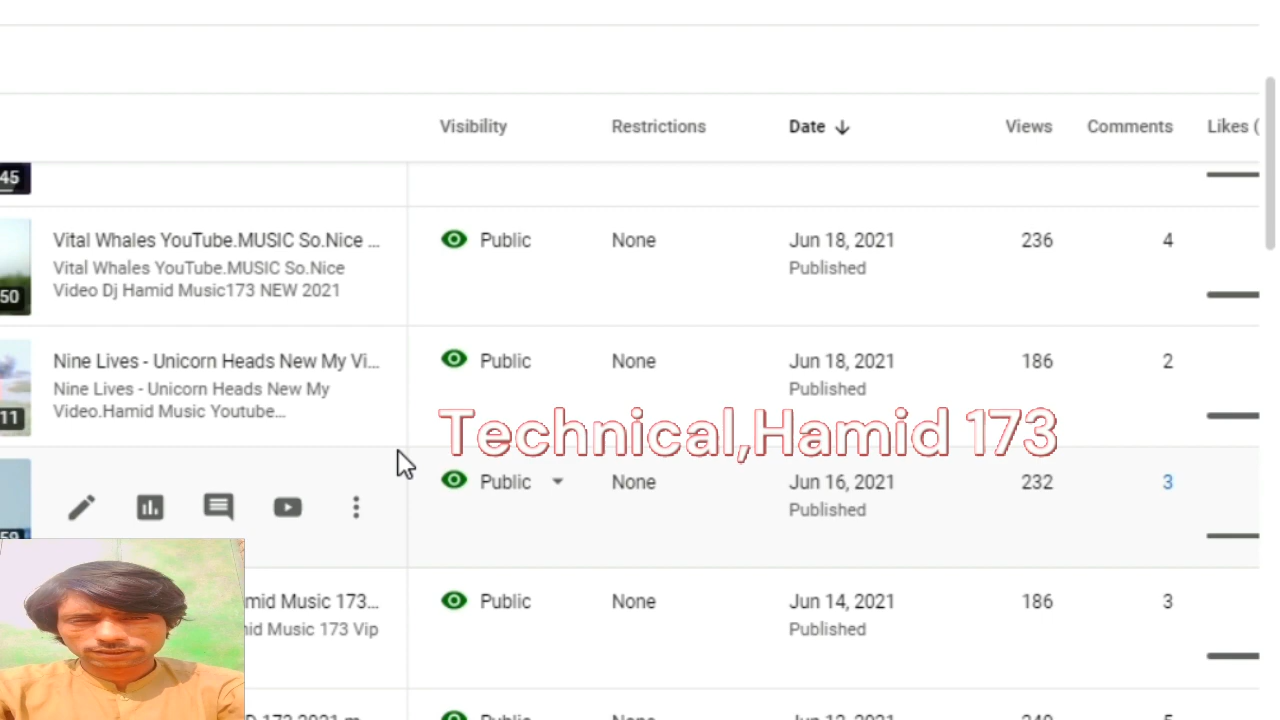 Visibility Restrictions Date Views Comments Likes (
45
Vital Whales YouTube.MUSIC So.Nice ... Public None Jun 18, 2021 236 4
Vital Whales YouTube.MUSIC So.Nice Published
Video Dj Hamid Music173 NEW 2021
50
Nine Lives - Unicorn Heads New My Vi... Public None Jun 18, 2021 186 2
Nine Lives - Unicorn Heads New My Published
Video.Hamid Music Youtube...
11
Technical,Hamid 173
Public None Jun 16, 2021 232 3
Published
mid Music 173... Public None Jun 14, 2021 186 3
id Music 173 Vip Published